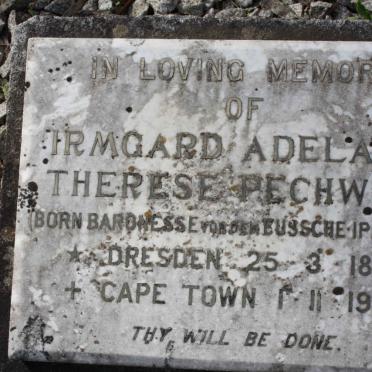 IN LOVING MEMOR
OF
IRMGARD ADELA
THERESE PECHW
(BORN BARONESSE VON DEM BUSSCHE-IP
* DRESDEN 25 3 18
+ CAPE TOWN 1 11 19
THY WILL BE DONE.